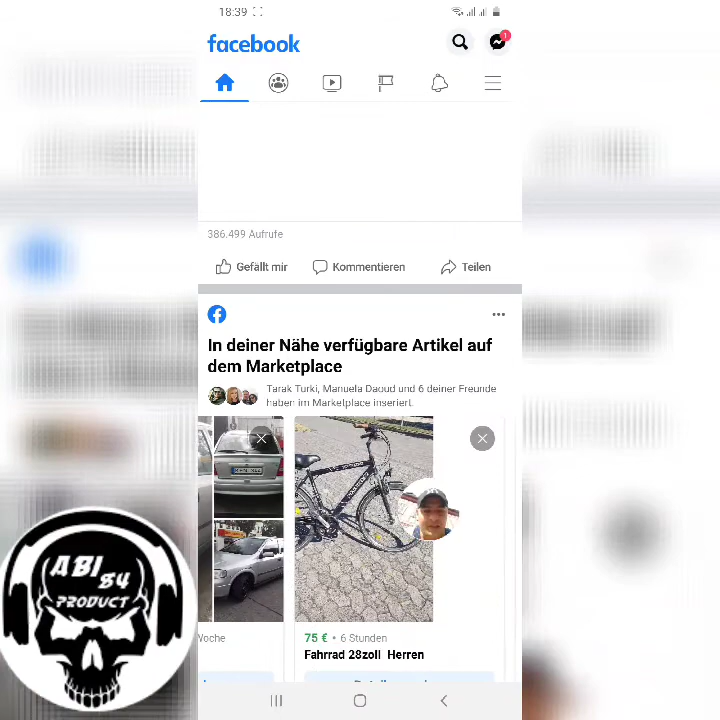 18:39
facebook
1
386.499 Aufrufe
Gefällt mir
Kommentieren
Teilen
In deiner Nähe verfügbare Artikel auf
dem Marketplace
Tarak Turki, Manuela Daoud und 6 deiner Freunde
haben im Marketplace inseriert.
Woche
75 € • 6 Stunden
Fahrrad 28zoll Herren
ABI
84
PRODUCT